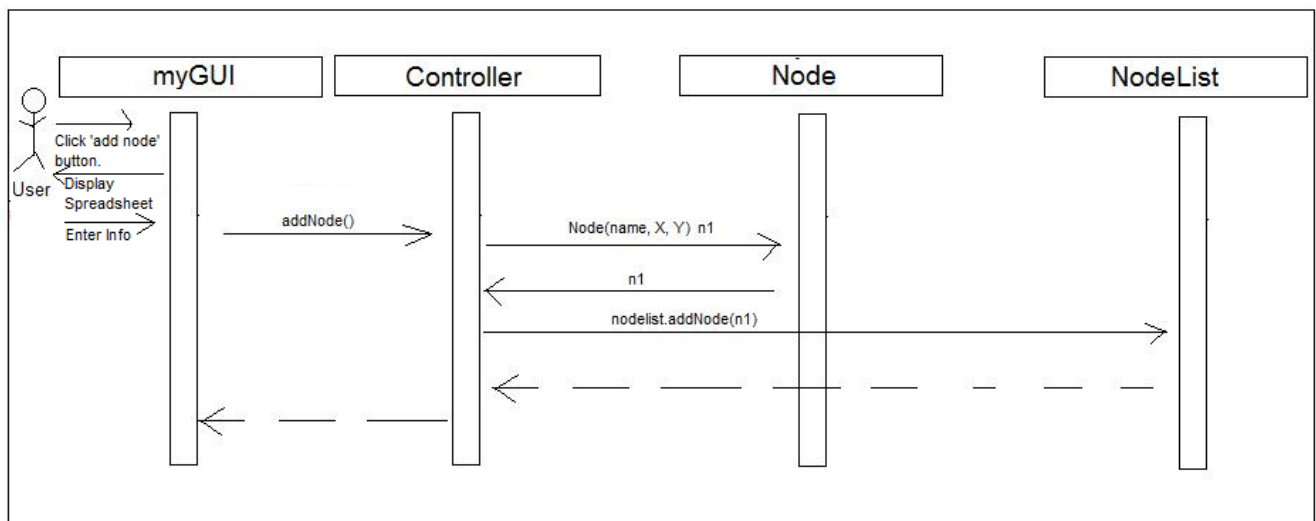 myGUI
Controller
Node
NodeList
Click 'add node'
button.
User
Display
Spreadsheet
Enter Info
addNode()
Node(name, X, Y) n1
n1
nodelist.addNode(n1)